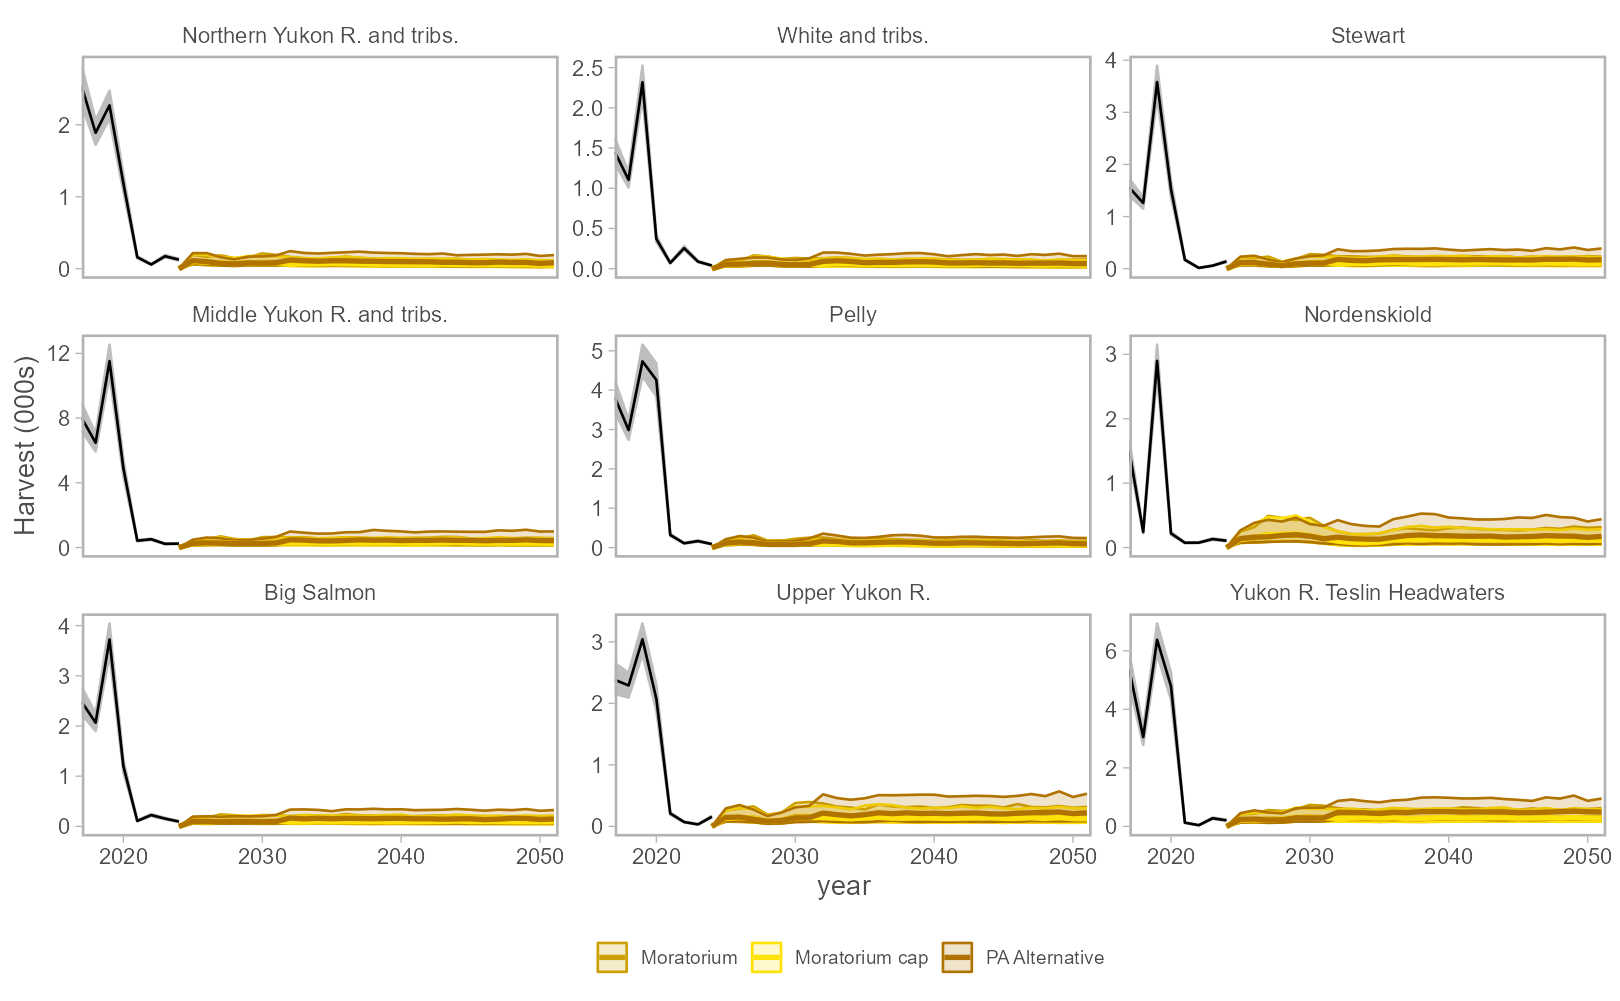 Northern Yukon R. and tribs.
White and tribs.
Stewart
2
1
0
2.5
2.0
1.5
1.0
0.5
0.0
4
3
2
1
0
Middle Yukon R. and tribs.
Pelly
Nordenskiold
Harvest (000s)
12
8
4
0
5
4
3
2
1
0
3
2
1
0
Big Salmon
Upper Yukon R.
Yukon R. Teslin Headwaters
4
3
2
1
0
3
2
1
0
6
4
2
0
2020 2030 2040 2050
2020 2030 2040 2050
2020 2030 2040 2050
year
Moratorium Moratorium cap PA Alternative